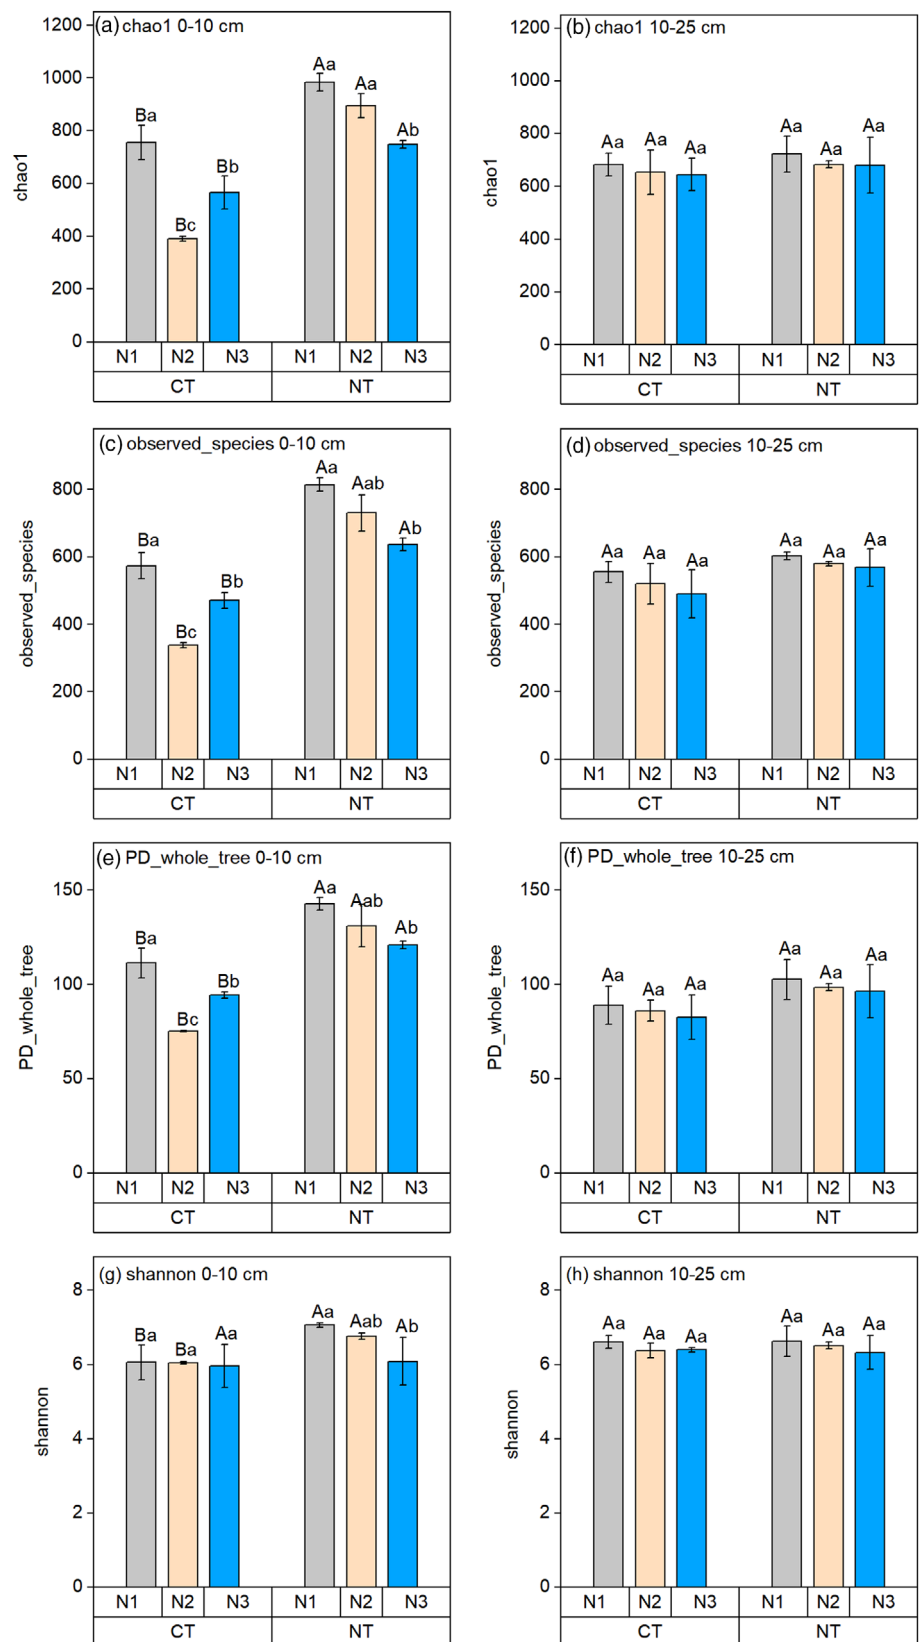 (a) chao1 0-10 cm
1200
1000
800
600
400
200
0
chao1
Ba
Bc
Bb
Aa
Aa
Ab
N1 N2 N3 N1 N2 N3
CT NT
(b) chao1 10-25 cm
1200
1000
800
600
400
200
0
chao1
Aa
Aa
Aa
Aa
Aa
Aa
N1 N2 N3 N1 N2 N3
CT NT
(c) observed_species 0-10 cm
800
600
400
200
0
observed_species
Ba
Bc
Bb
Aa
Aab
Ab
N1 N2 N3 N1 N2 N3
CT NT
(d) observed_species 10-25 cm
800
600
400
200
0
observed_species
Aa
Aa
Aa
Aa
Aa
Aa
N1 N2 N3 N1 N2 N3
CT NT
(e) PD_whole_tree 0-10 cm
150
100
50
0
PD_whole_tree
Ba
Bc
Bb
Aa
Aab
Ab
N1 N2 N3 N1 N2 N3
CT NT
(f) PD_whole_tree 10-25 cm
150
100
50
0
PD_whole_tree
Aa
Aa
Aa
Aa
Aa
Aa
N1 N2 N3 N1 N2 N3
CT NT
(g) shannon 0-10 cm
8
6
4
2
0
shannon
Ba
Ba
Aa
Aa
Aab
Ab
N1 N2 N3 N1 N2 N3
CT NT
(h) shannon 10-25 cm
8
6
4
2
0
shannon
Aa
Aa
Aa
Aa
Aa
Aa
N1 N2 N3 N1 N2 N3
CT NT